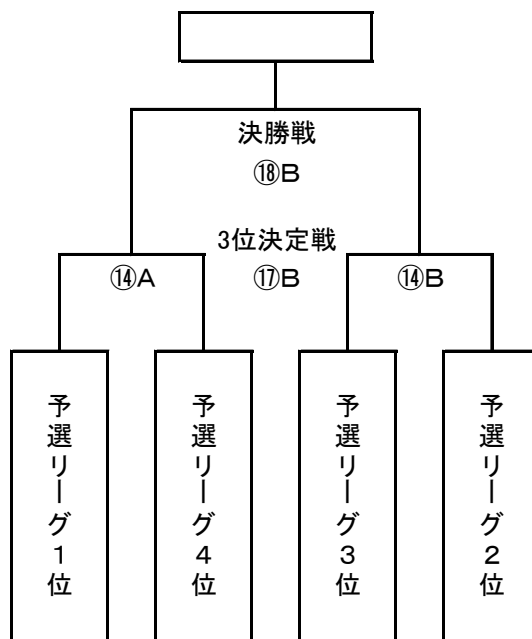 決勝戦
⑱B
3位決定戦
⑭A
⑰B
⑭B
予選リーグ1位
予選リーグ4位
予選リーグ3位
予選リーグ2位